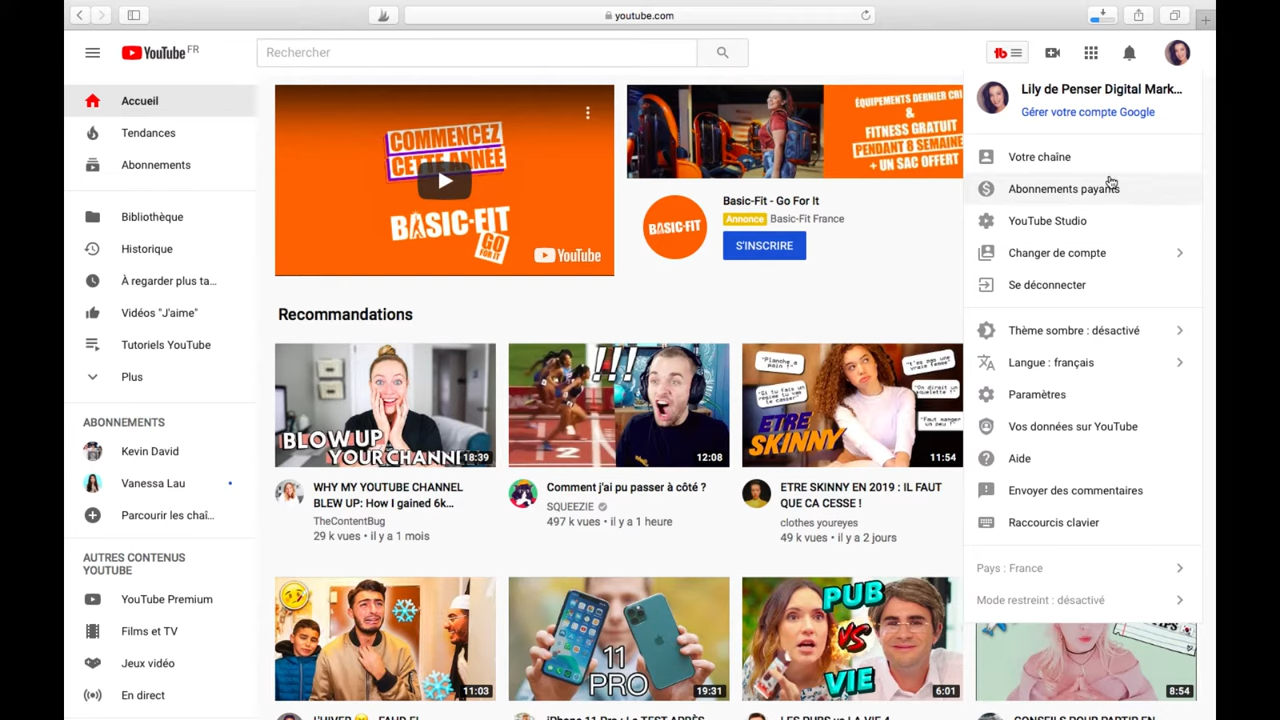 youtube.com
YouTube FR
Rechercher
tb
Accueil
Tendances
Abonnements
Bibliothèque
Historique
À regarder plus ta...
Vidéos "J'aime"
Tutoriels YouTube
Plus
ABONNEMENTS
Kevin David
Vanessa Lau
Parcourir les chaî...
AUTRES CONTENUS
YOUTUBE
YouTube Premium
Films et TV
Jeux vidéo
En direct
COMMENCEZ
CETTE ANNÉE
BASIC-FIT
GO
FOR IT
YouTube
ÉQUIPEMENTS DERNIER CRI
&
FITNESS GRATUIT
PENDANT 8 SEMAINE
+ UN SAC OFFERT
BASIC-FIT
Basic-Fit - Go For It
Annonce Basic-Fit France
S'INSCRIRE
Recommandations
BLOW UP
YOUR CHANN
18:39
WHY MY YOUTUBE CHANNEL
BLEW UP: How I gained 6k...
TheContentBug
29 k vues • il y a 1 mois
!!!
12:08
Comment j'ai pu passer à côté ?
SQUEEZIE
497 k vues • il y a 1 heure
ETRE
SKINNY
11:54
ETRE SKINNY EN 2019 : IL FAUT
QUE CA CESSE !
clothes youreyes
49 k vues • il y a 2 jours
11:03
11
PRO
19:31
PUB
VS
VIE
6:01
8:54
Lily de Penser Digital Mark...
Gérer votre compte Google
Votre chaîne
Abonnements payants
YouTube Studio
Changer de compte
Se déconnecter
Thème sombre : désactivé
Langue : français
Paramètres
Vos données sur YouTube
Aide
Envoyer des commentaires
Raccourcis clavier
Pays : France
Mode restreint : désactivé